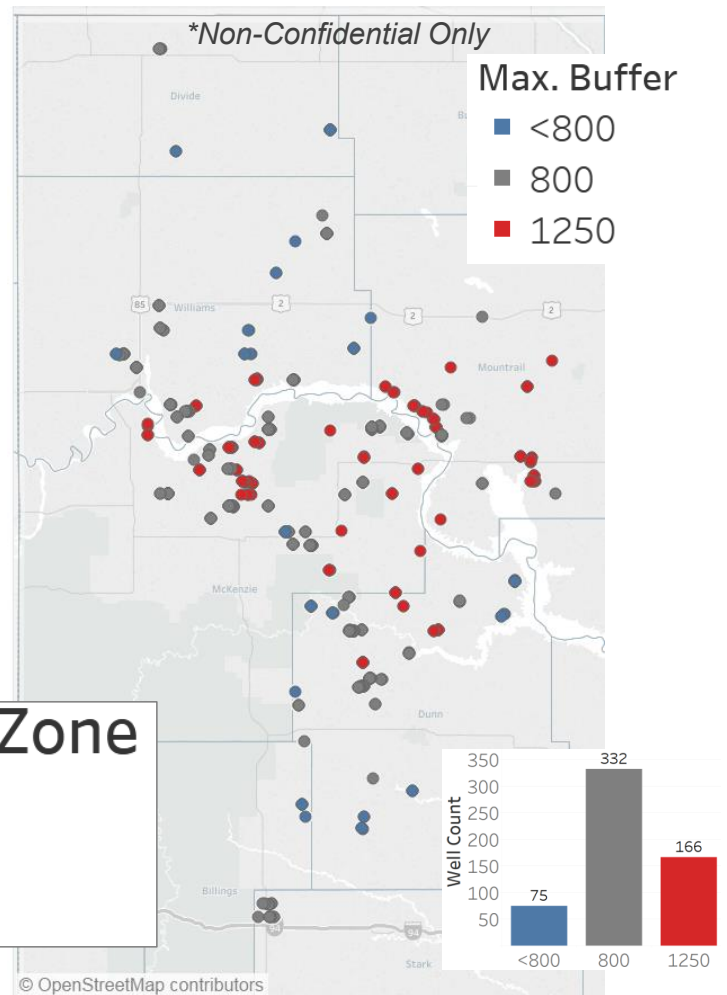 *Non-Confidential Only
Max. Buffer
<800
800
1250
Divide
85
Williams
2
2
2
Mountrail
McKenzie
Dunn
Zone
Billings
94
94
Stark
350
300
250
200
150
100
50
Well Count
75
332
166
<800
800
1250
© OpenStreetMap contributors